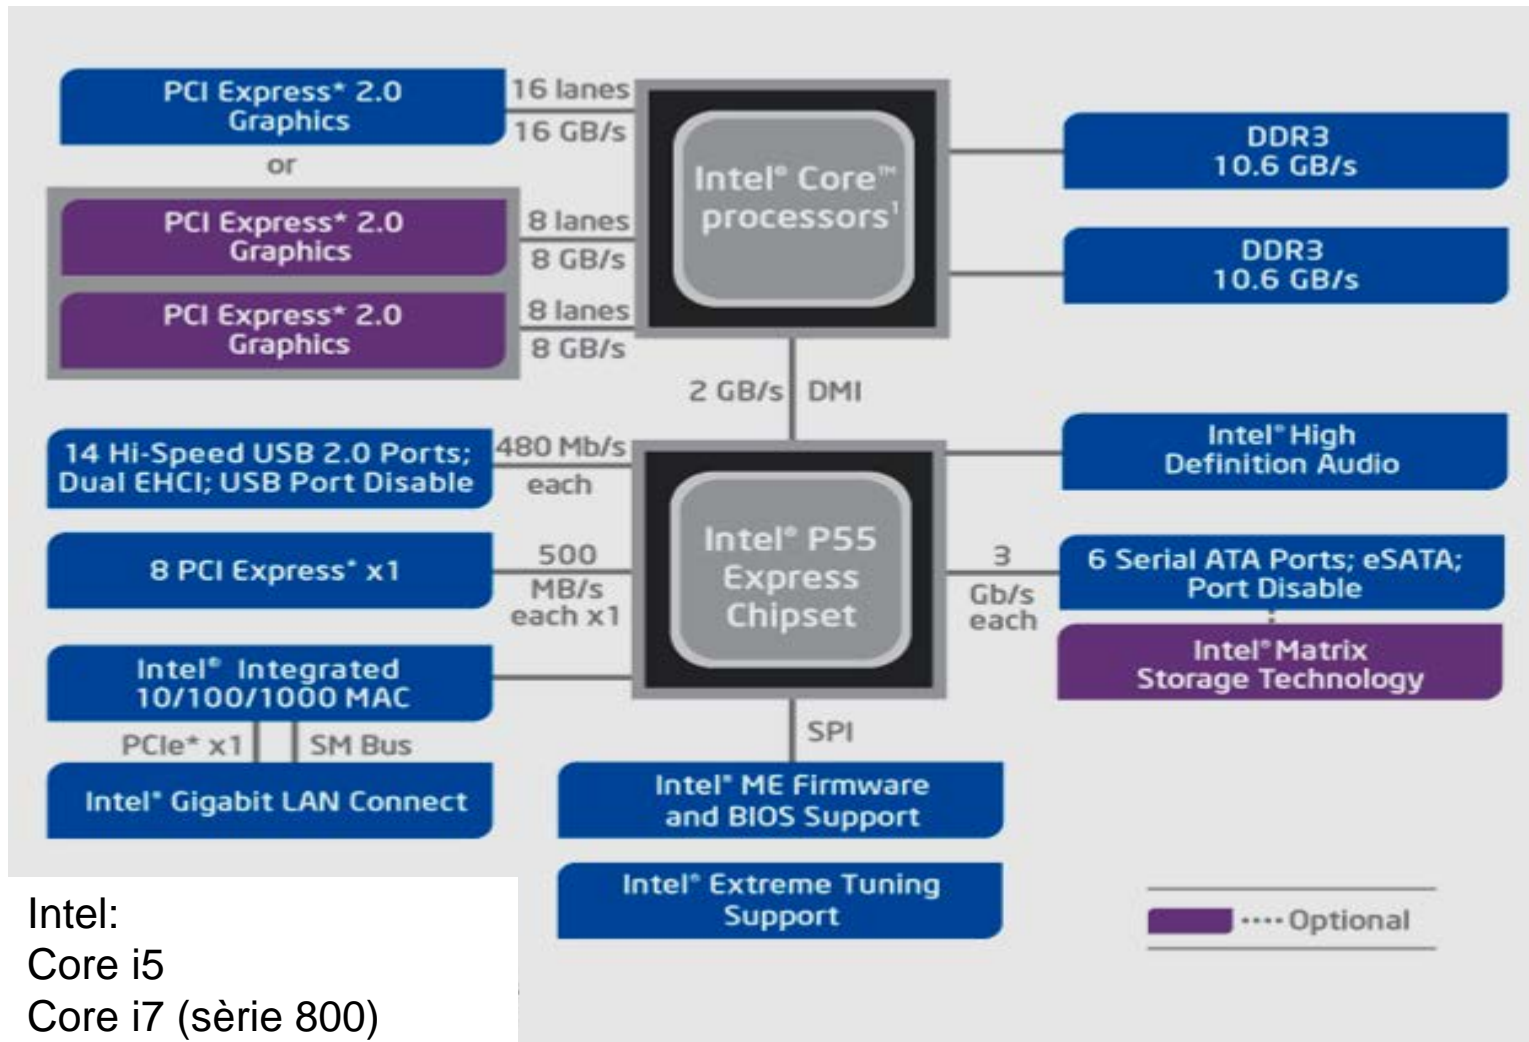 PCI Express* 2.0
Graphics
16 lanes
16 GB/s
or
PCI Express* 2.0
Graphics
8 lanes
8 GB/s
PCI Express* 2.0
Graphics
8 lanes
8 GB/s
Intel® Core™
processors¹
DDR3
10.6 GB/s
DDR3
10.6 GB/s
2 GB/s DMI
14 Hi-Speed USB 2.0 Ports;
Dual EHCI; USB Port Disable
480 Mb/s
each
8 PCI Express* x1
500
MB/s
each x1
Intel® Integrated
10/100/1000 MAC
PCIe* x1
SM Bus
Intel® Gigabit LAN Connect
Intel® P55
Express
Chipset
Intel® High
Definition Audio
3
Gb/s
each
6 Serial ATA Ports; eSATA;
Port Disable
Intel® Matrix
Storage Technology
SPI
Intel® ME Firmware
and BIOS Support
Intel® Extreme Tuning
Support
Optional
Intel:
Core i5
Core i7 (sèrie 800)